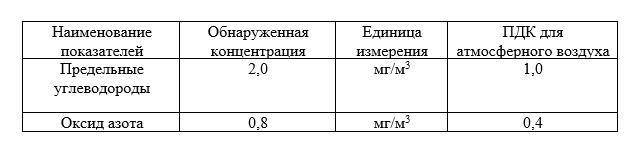 Наименование показателей	Обнаруженная концентрация	Единица измерения	ПДК для атмосферного воздуха
Предельные углеводороды	2,0	мг/м³	1,0
Оксид азота	0,8	мг/м³	0,4